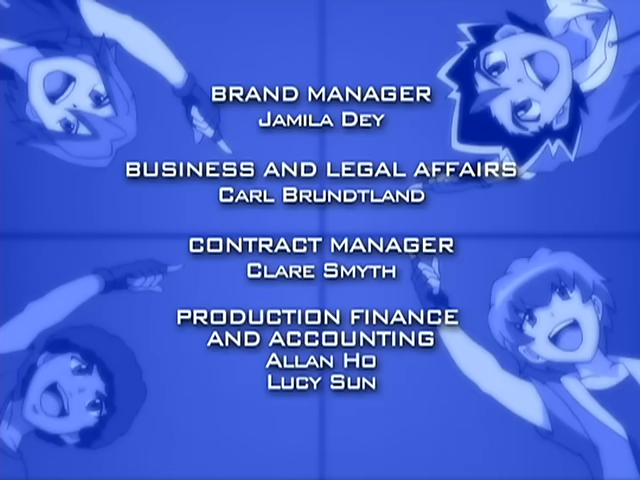 BRAND MANAGER
JAMILA DEY
BUSINESS AND LEGAL AFFAIRS
CARL BRUNDTLAND
CONTRACT MANAGER
CLARE SMYTH
PRODUCTION FINANCE
AND ACCOUNTING
ALLAN HO
LUCY SUN